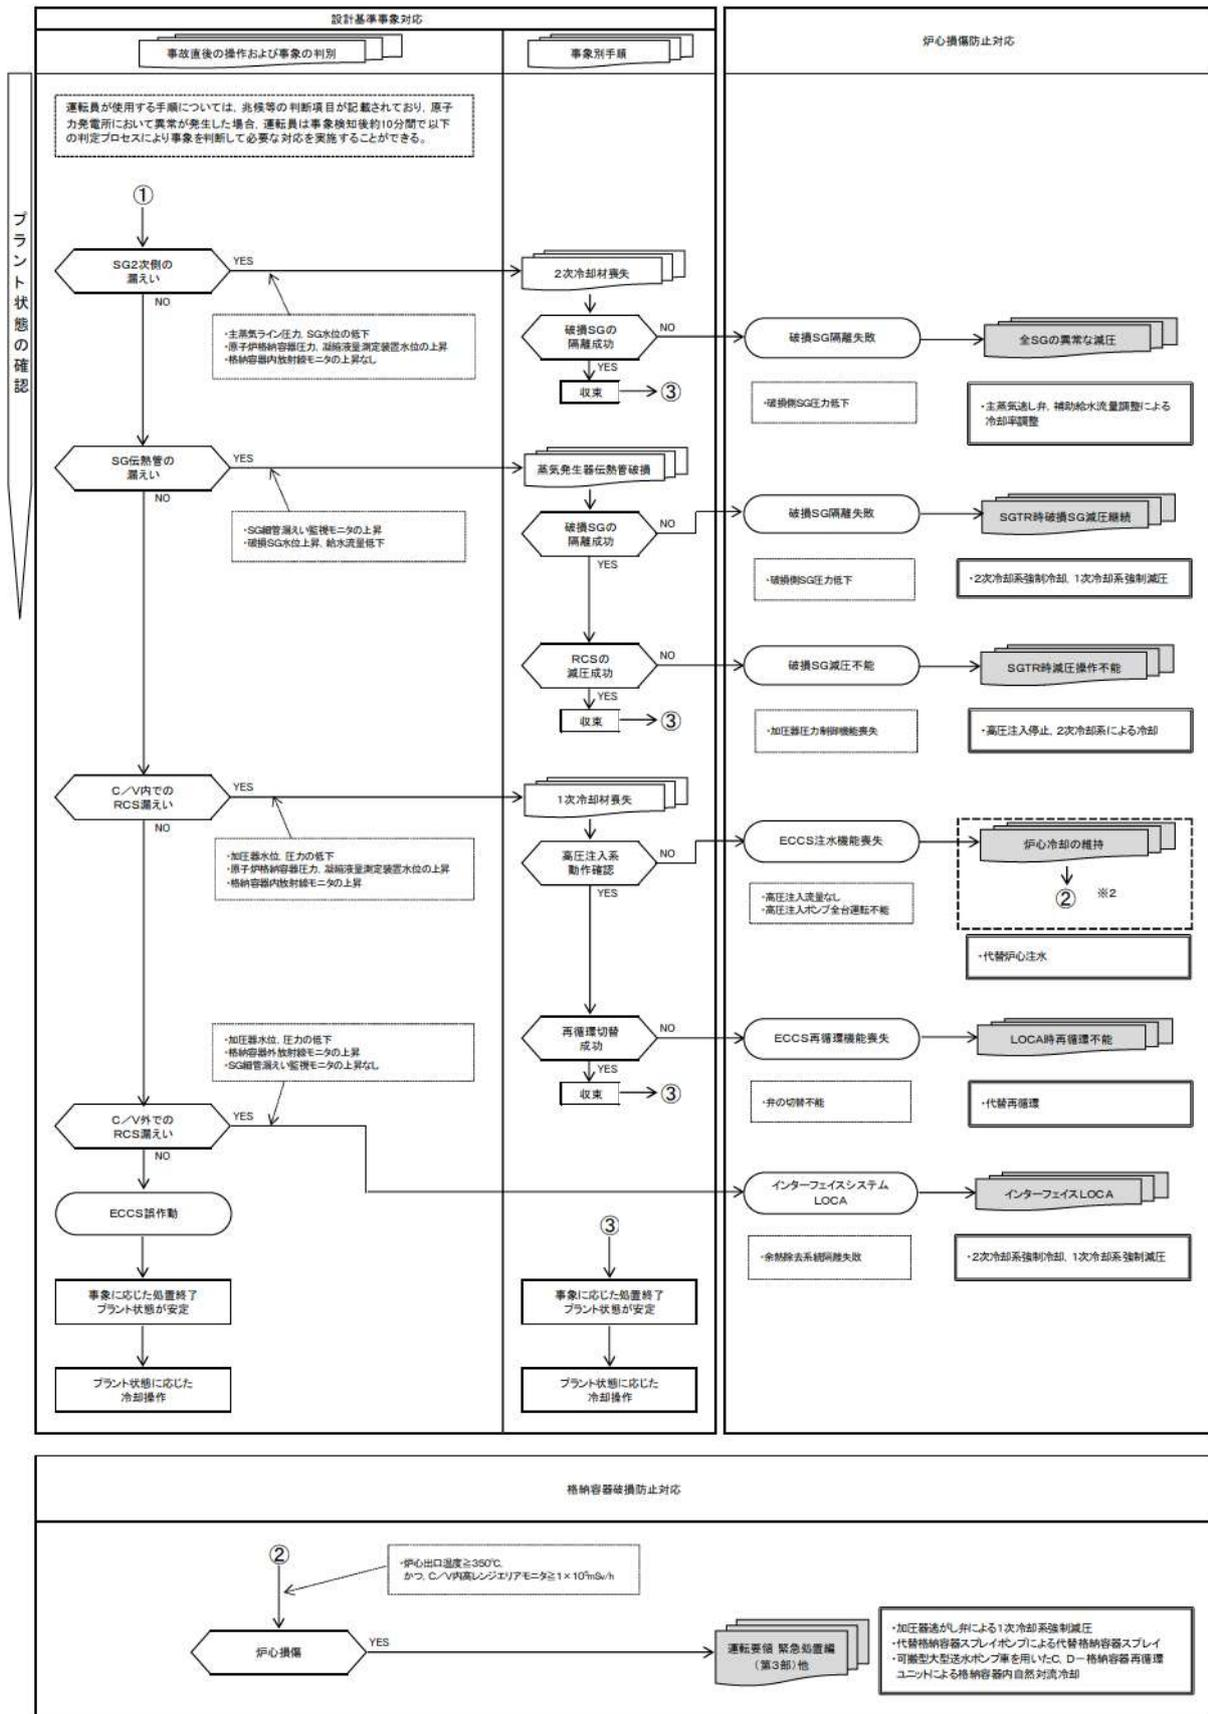 設計基準事象対応
事故直後の操作および事象の判別
事象別手順
炉心損傷防止対応
プラント状態の確認
運転員が使用する手順については、兆候等の判断項目が記載されており、原子
力発電所において異常が発生した場合、運転員は事象検知後約10分間で以下
の判定プロセスにより事象を判断して必要な対応を実施することができる。
①
SG2次側の
漏えい
YES
NO
・主蒸気ライン圧力、SG水位の低下
・原子炉格納容器圧力、凝縮液量測定装置水位の上昇
・格納容器内放射線モニタの上昇なし
2次冷却材喪失
破損SGの
隔離成功
NO
YES
収束
③
破損SG隔離失敗
全SGの異常な減圧
・破損側SG圧力低下
・主蒸気逃し弁、補助給水流量調整による
冷却率調整
SG伝熱管の
漏えい
YES
NO
・SG細管漏えい監視モニタの上昇
・破損SG水位上昇、給水流量低下
蒸気発生器伝熱管破損
破損SGの
隔離成功
NO
YES
破損SG隔離失敗
SGTR時破損SG減圧継続
・破損側SG圧力低下
・2次冷却系強制冷却、1次冷却系強制減圧
RCSの
減圧成功
NO
YES
収束
③
破損SG減圧不能
SGTR時減圧操作不能
・加圧器圧力制御機能喪失
・高圧注入停止、2次冷却系による冷却
C/V内での
RCS漏えい
YES
NO
・加圧器水位、圧力の低下
・原子炉格納容器圧力、凝縮液量測定装置水位の上昇
・格納容器内放射線モニタの上昇
1次冷却材喪失
高圧注入系
動作確認
NO
YES
ECCS注水機能喪失
炉心冷却の維持
② ※2
・高圧注入流量なし
・高圧注入ポンプ全台運転不能
・代替炉心注水
再循環切替
成功
NO
YES
収束
③
ECCS再循環機能喪失
LOCA時再循環不能
・弁の切替不能
・代替再循環
・加圧器水位、圧力の低下
・格納容器外放射線モニタの上昇
・SG細管漏えい監視モニタの上昇なし
C/V外での
RCS漏えい
YES
NO
インターフェイスシステム
LOCA
インターフェイスLOCA
・余熱除去系統隔離失敗
・2次冷却系強制冷却、1次冷却系強制減圧
ECCS誤作動
事象に応じた処置終了
プラント状態が安定
プラント状態に応じた
冷却操作
③
事象に応じた処置終了
プラント状態が安定
プラント状態に応じた
冷却操作
格納容器破損防止対応
②
・炉心出口温度≧350℃、
かつ、C/V内高レンジエリアモニタ≧1×10⁵mSv/h
炉心損傷
YES
運転要領 緊急処置編
(第3部)他
・加圧器逃がし弁による1次冷却系強制減圧
・代替格納容器スプレイポンプによる代替格納容器スプレイ
・可搬型大型送水ポンプ車を用いたC、D-格納容器再循環
ユニットによる格納容器内自然対流冷却